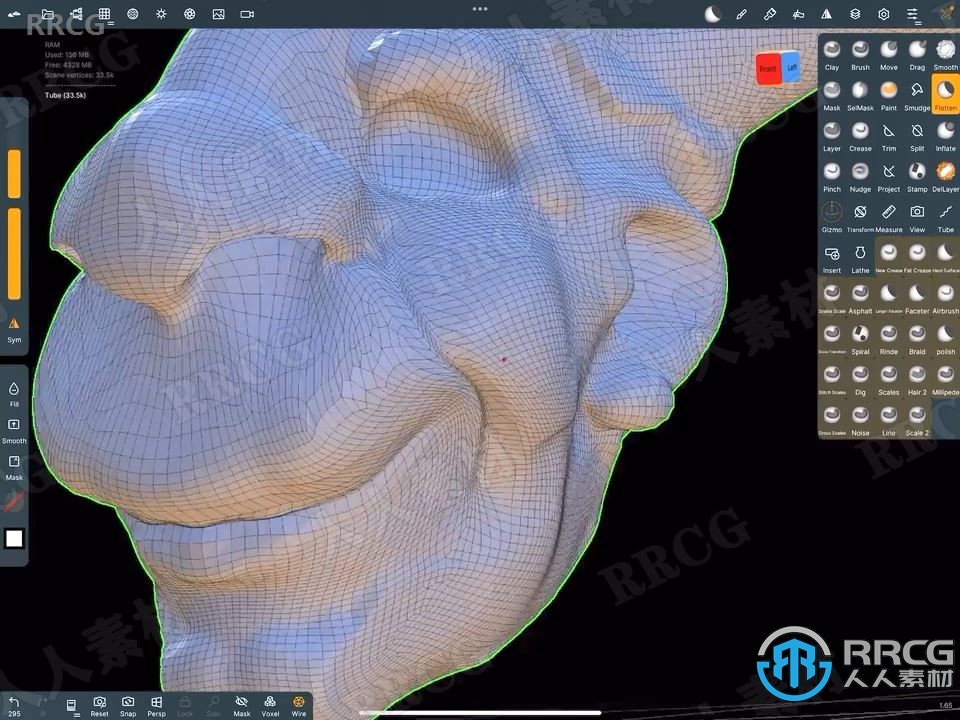 RRCG
RAM
Used: 156 MB
Free: 4328 MB
Scene vertices: 33.5k
Tube (33.5k)
Front Left
Clay Brush Move Drag Smooth
Mask SelMask Paint Smudge Flatten
Layer Crease Trim Split Inflate
Pinch Nudge Project Stamp DelLayer
Gizmo Transform Measure View Tube
Insert Lathe New Crease Fat Crease Hard Surface
Snake Scale Asphalt Larger Faceter Faceter Airbrush
Scale Transition Spiral Rinde Braid polish
Stitch Scales Dig Scales Hair 2 Millipede
Gross Scales Noise Line Scale 2
Sym
Fill
Smooth
Mask
RRCG
RRCG
人人素材
295 0 Reset Snap Persp Lock Solo Mask Voxel Wire
1.65